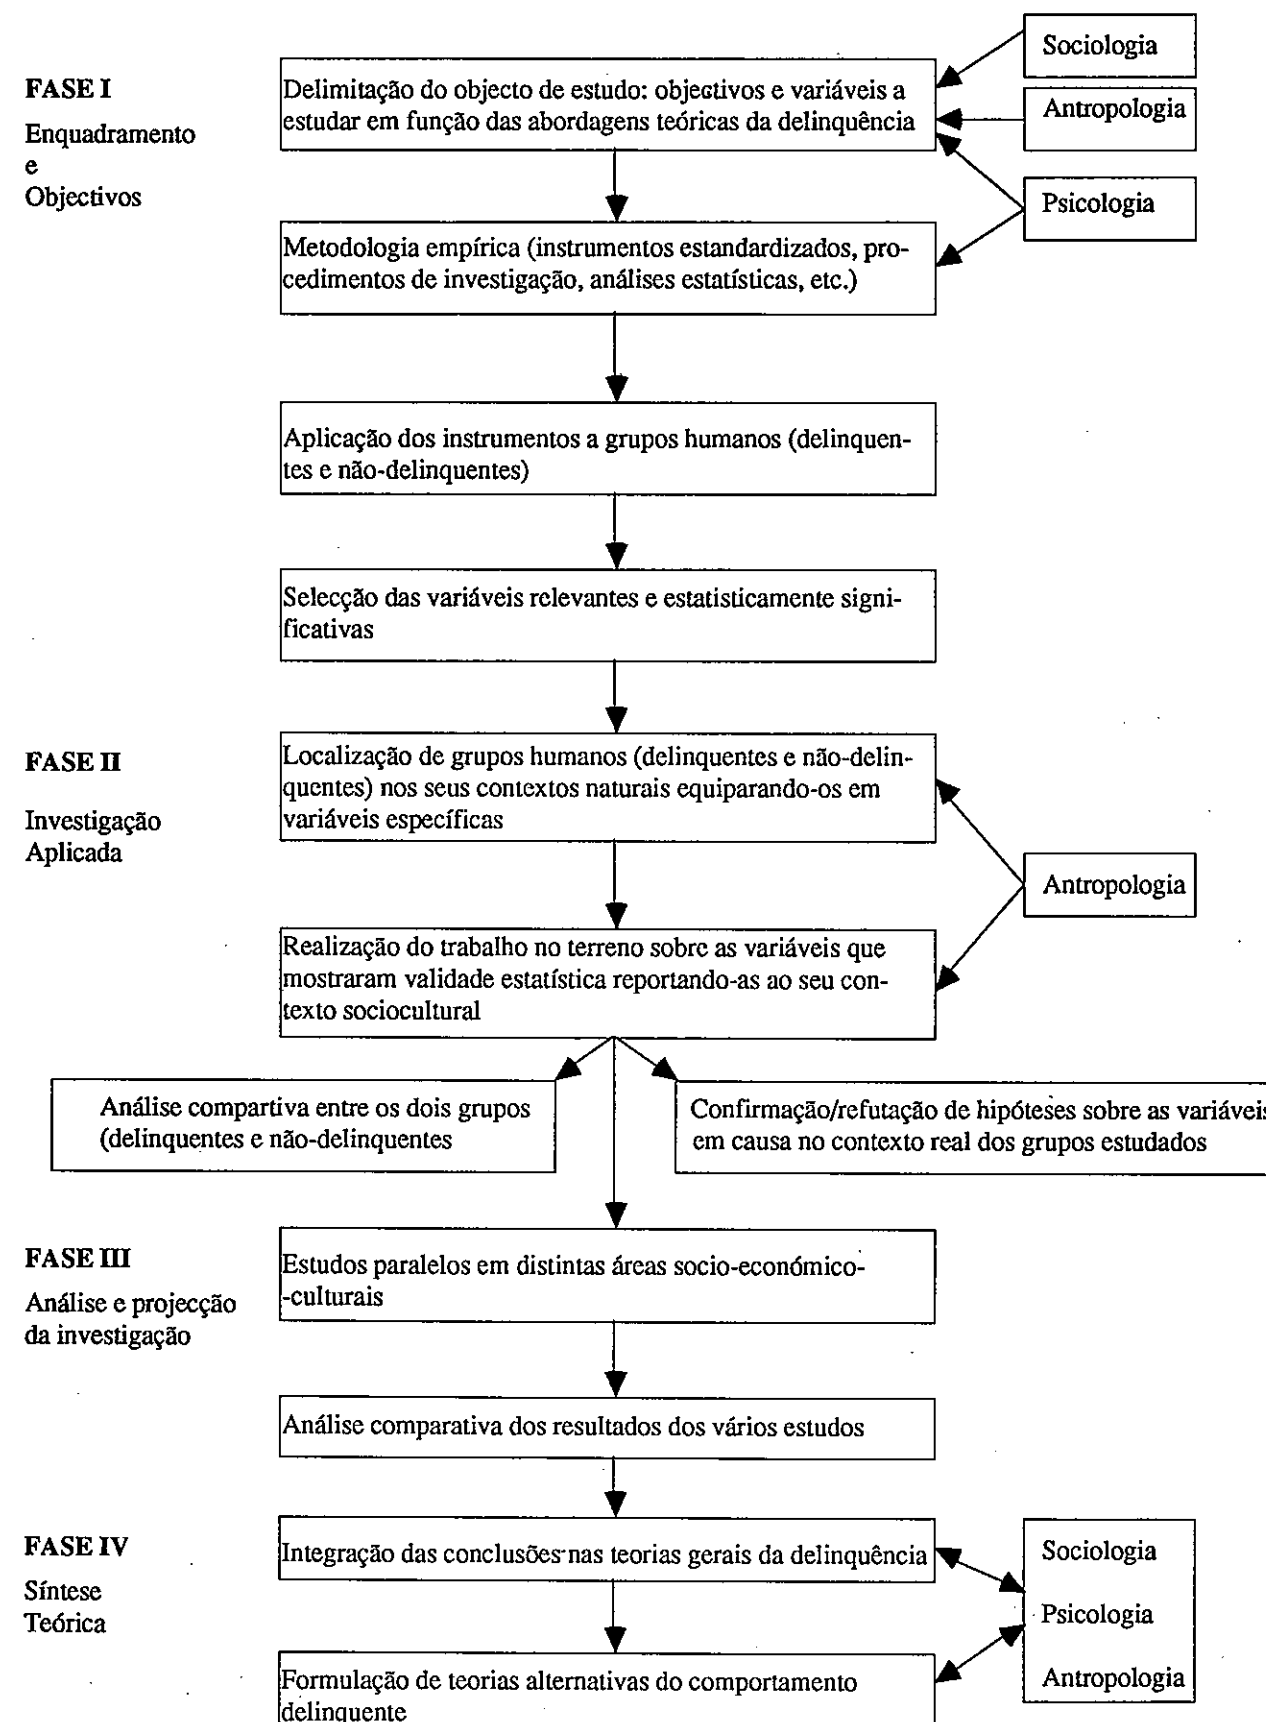 Sociologia
FASE I
Delimitação do objecto de estudo: objectivos e variáveis a
estudar em função das abordagens teóricas da delinquência
Antropologia
Enquadramento
e
Objectivos
Psicologia
Metodologia empírica (instrumentos estandardizados, pro-
cedimentos de investigação, análises estatísticas, etc.)
Aplicação dos instrumentos a grupos humanos (delinquen-
tes e não-delinquentes)
Selecção das variáveis relevantes e estatisticamente signi-
ficativas
FASE II
Investigação
Aplicada
Localização de grupos humanos (delinquentes e não-delin-
quentes) nos seus contextos naturais equiparando-os em
variáveis específicas
Antropologia
Realização do trabalho no terreno sobre as variáveis que
mostraram validade estatística reportando-as ao seu con-
texto sociocultural
Análise compartiva entre os dois grupos
(delinquentes e não-delinquentes
Confirmação/refutação de hipóteses sobre as variáveis
em causa no contexto real dos grupos estudados
FASE III
Análise e projecção
da investigação
Estudos paralelos em distintas áreas socio-económico-
-culturais
Análise comparativa dos resultados dos vários estudos
FASE IV
Síntese
Teórica
Integração das conclusões nas teorias gerais da delinquência
Sociologia
Psicologia
Antropologia
Formulação de teorias alternativas do comportamento
delinquente